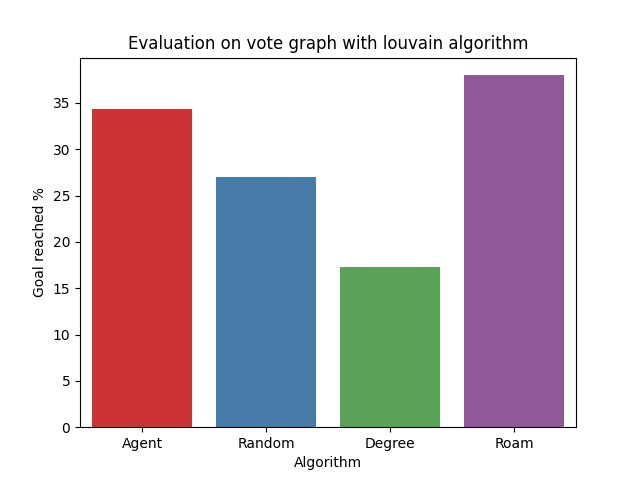 Evaluation on vote graph with louvain algorithm
Goal reached %
35
30
25
20
15
10
5
0
Agent Random Degree Roam
Algorithm